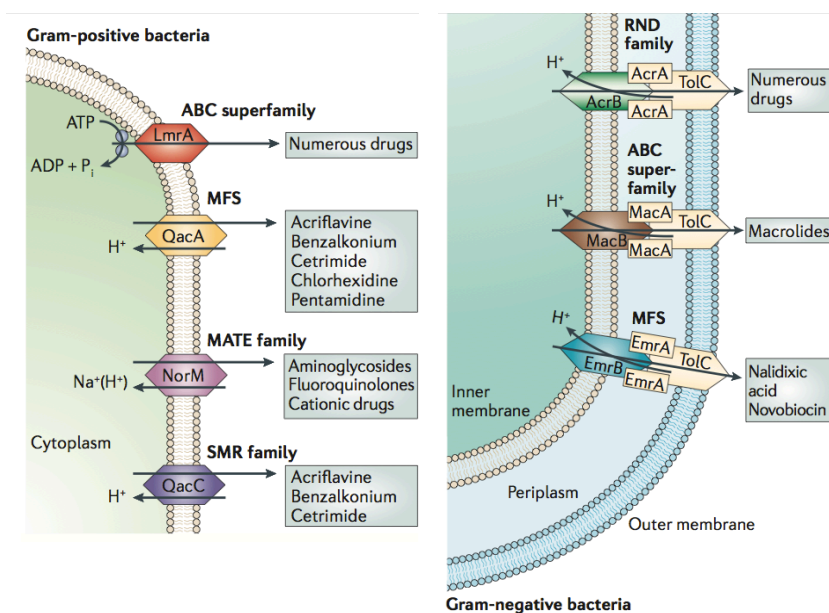 Gram-positive bacteria
ABC superfamily
ATP
LmrA
ADP + Pi
Numerous drugs
MFS
QacA
H+
Acriflavine
Benzalkonium
Cetrimide
Chlorhexidine
Pentamidine
MATE family
NorM
Na+(H+)
Aminoglycosides
Fluoroquinolones
Cationic drugs
Cytoplasm
SMR family
QacC
H+
Acriflavine
Benzalkonium
Cetrimide
RND
family
H+
AcrA
TolC
AcrB
AcrA
Numerous
drugs
ABC
super-
family
H+
MacA
TolC
MacB
MacA
Macrolides
MFS
H+
EmrA
TolC
EmrB
EmrA
Nalidixic
acid
Novobiocin
Inner
membrane
Periplasm
Outer membrane
Gram-negative bacteria